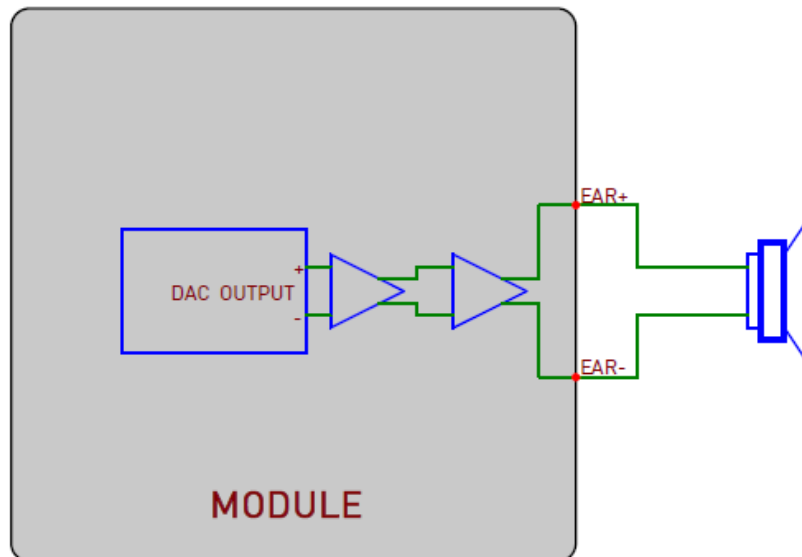 EAR+
+
DAC OUTPUT
-
EAR-
MODULE